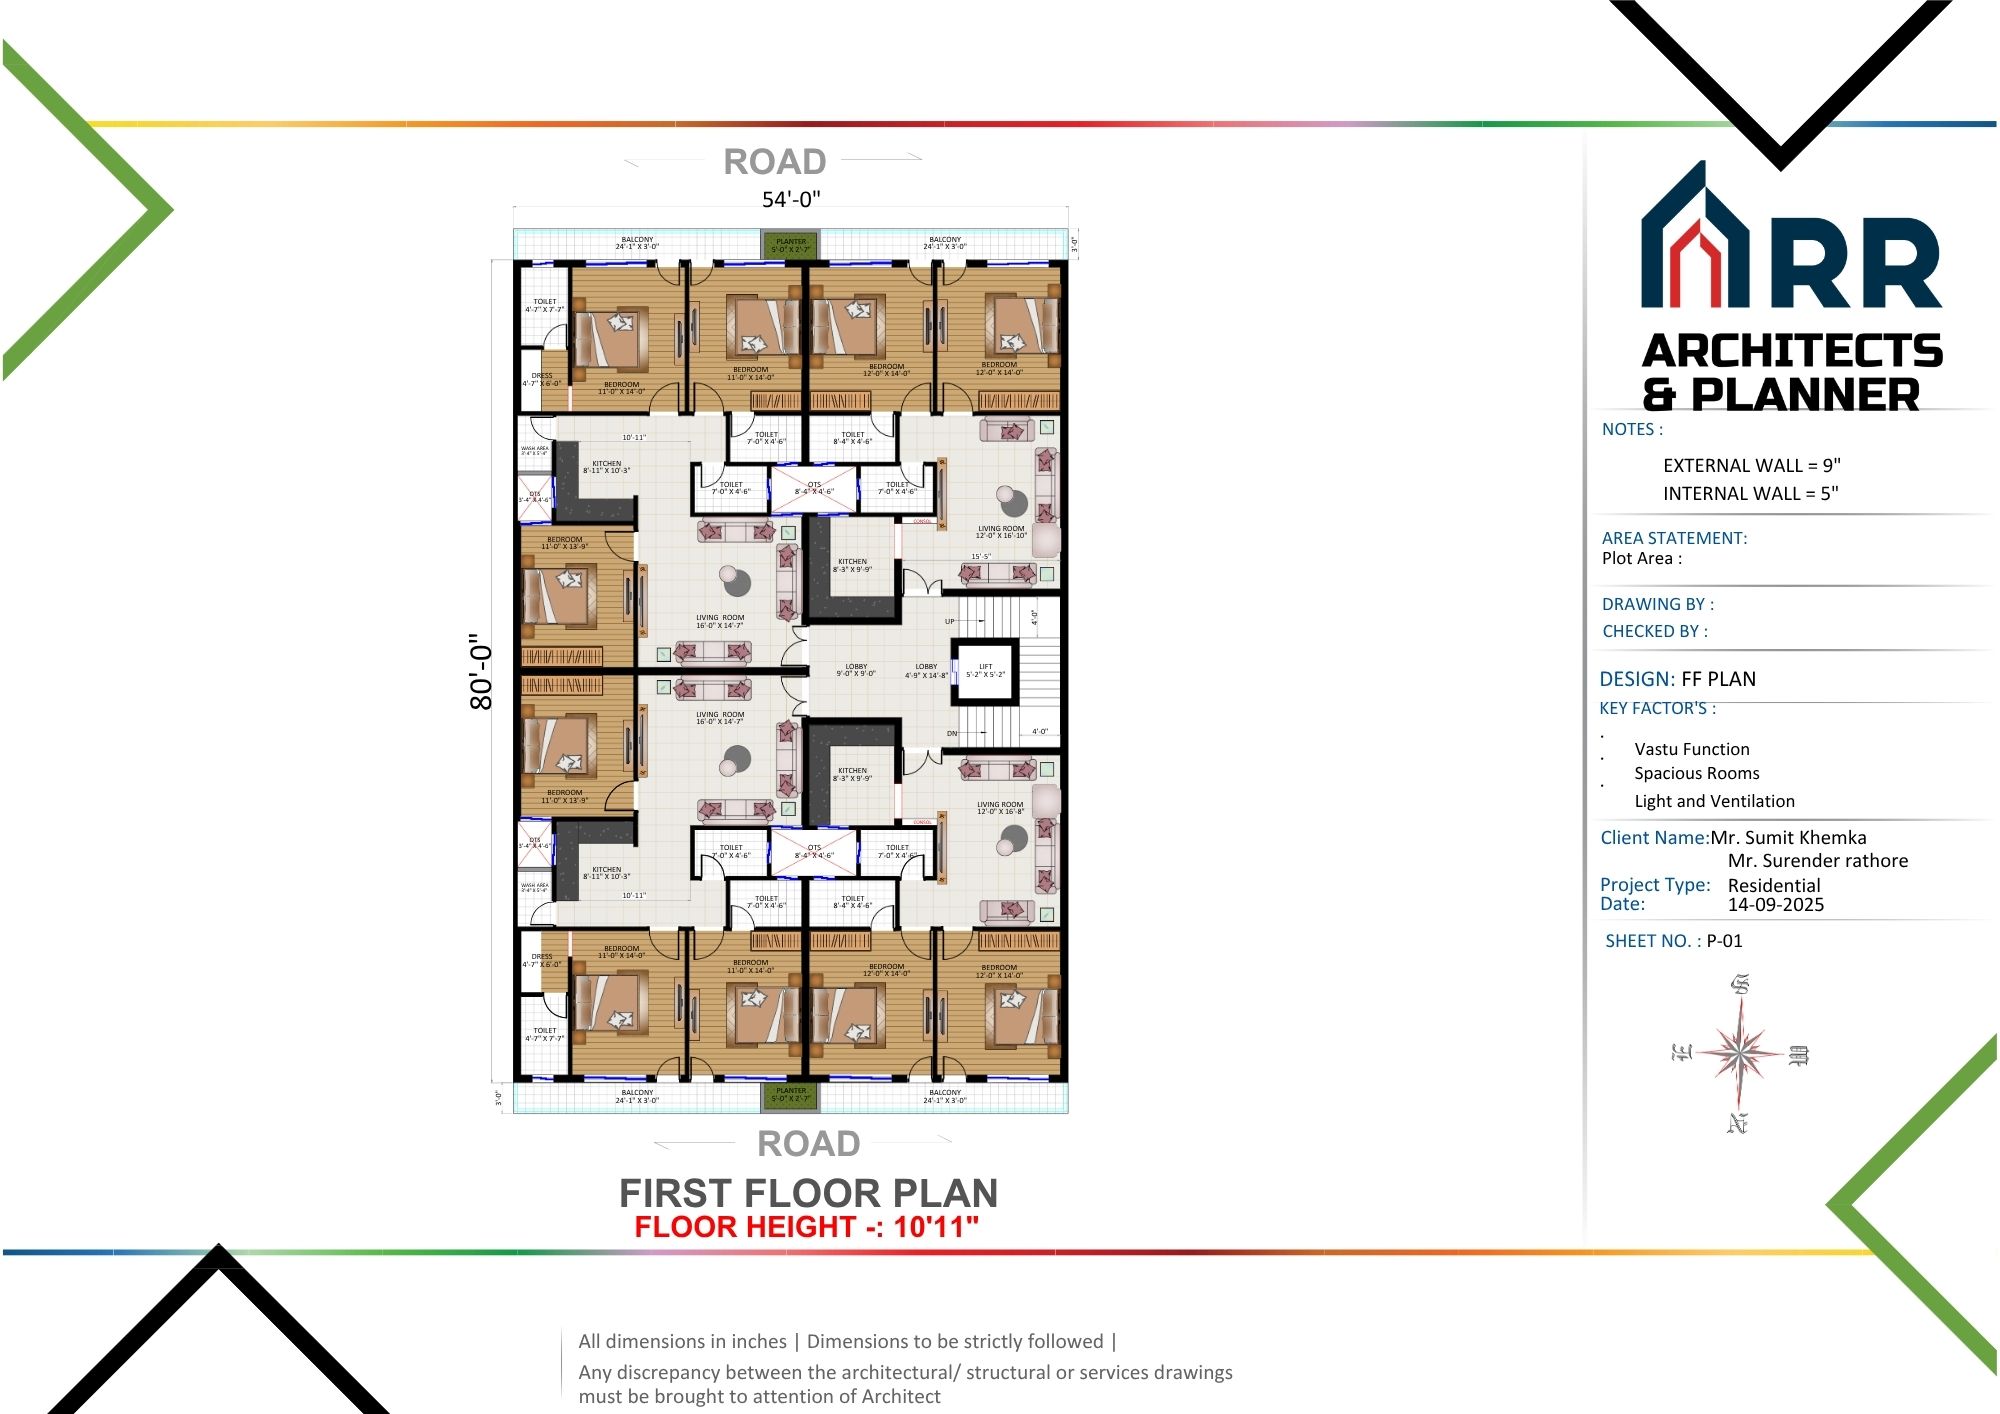 ROAD
54'-0"
BALCONY
24'-1" X 3'-0"
PLANTER
5'-0" X 2'-7"
BALCONY
24'-1" X 3'-0"
3'-0"
TOILET
4'-7" X 7'-7"
DRESS
4'-7" X 6'-0"
BEDROOM
11'-0" X 14'-0"
BEDROOM
11'-0" X 14'-0"
BEDROOM
12'-0" X 14'-0"
BEDROOM
12'-0" X 14'-0"
WASH AREA
3'-4" X 5'-4"
10'-11"
KITCHEN
8'-11" X 10'-3"
TOILET
7'-0" X 4'-6"
TOILET
8'-4" X 4'-6"
OTS
3'-4" X 4'-6"
TOILET
7'-0" X 4'-6"
OTS
8'-4" X 4'-6"
TOILET
7'-0" X 4'-6"
CONSOL
LIVING ROOM
12'-0" X 16'-10"
15'-5"
BEDROOM
11'-0" X 13'-9"
KITCHEN
8'-3" X 9'-9"
LIVING ROOM
16'-0" X 14'-7"
UP
4'-0"
80'-0"
LOBBY
9'-0" X 9'-0"
LOBBY
4'-9" X 14'-8"
LIFT
5'-2" X 5'-2"
LIVING ROOM
16'-0" X 14'-7"
DN
4'-0"
BEDROOM
11'-0" X 13'-9"
KITCHEN
8'-3" X 9'-9"
LIVING ROOM
12'-0" X 16'-8"
CONSOL
OTS
3'-4" X 4'-6"
TOILET
7'-0" X 4'-6"
OTS
8'-4" X 4'-6"
TOILET
7'-0" X 4'-6"
KITCHEN
8'-11" X 10'-3"
WASH AREA
3'-4" X 5'-4"
10'-11"
TOILET
7'-0" X 4'-6"
TOILET
8'-4" X 4'-6"
DRESS
4'-7" X 6'-0"
BEDROOM
11'-0" X 14'-0"
BEDROOM
11'-0" X 14'-0"
BEDROOM
12'-0" X 14'-0"
BEDROOM
12'-0" X 14'-0"
TOILET
4'-7" X 7'-7"
3'-0"
BALCONY
24'-1" X 3'-0"
PLANTER
5'-0" X 2'-7"
BALCONY
24'-1" X 3'-0"
ROAD
FIRST FLOOR PLAN
FLOOR HEIGHT -: 10'11"
RR
ARCHITECTS
& PLANNER
NOTES :
EXTERNAL WALL = 9"
INTERNAL WALL = 5"
AREA STATEMENT:
Plot Area :
DRAWING BY :
CHECKED BY :
DESIGN: FF PLAN
KEY FACTOR'S :
Vastu Function
Spacious Rooms
Light and Ventilation
Client Name:Mr. Sumit Khemka
Mr. Surender rathore
Project Type: Residential
Date: 14-09-2025
SHEET NO. : P-01
S
E
W
N
All dimensions in inches | Dimensions to be strictly followed |
Any discrepancy between the architectural/ structural or services drawings
must be brought to attention of Architect